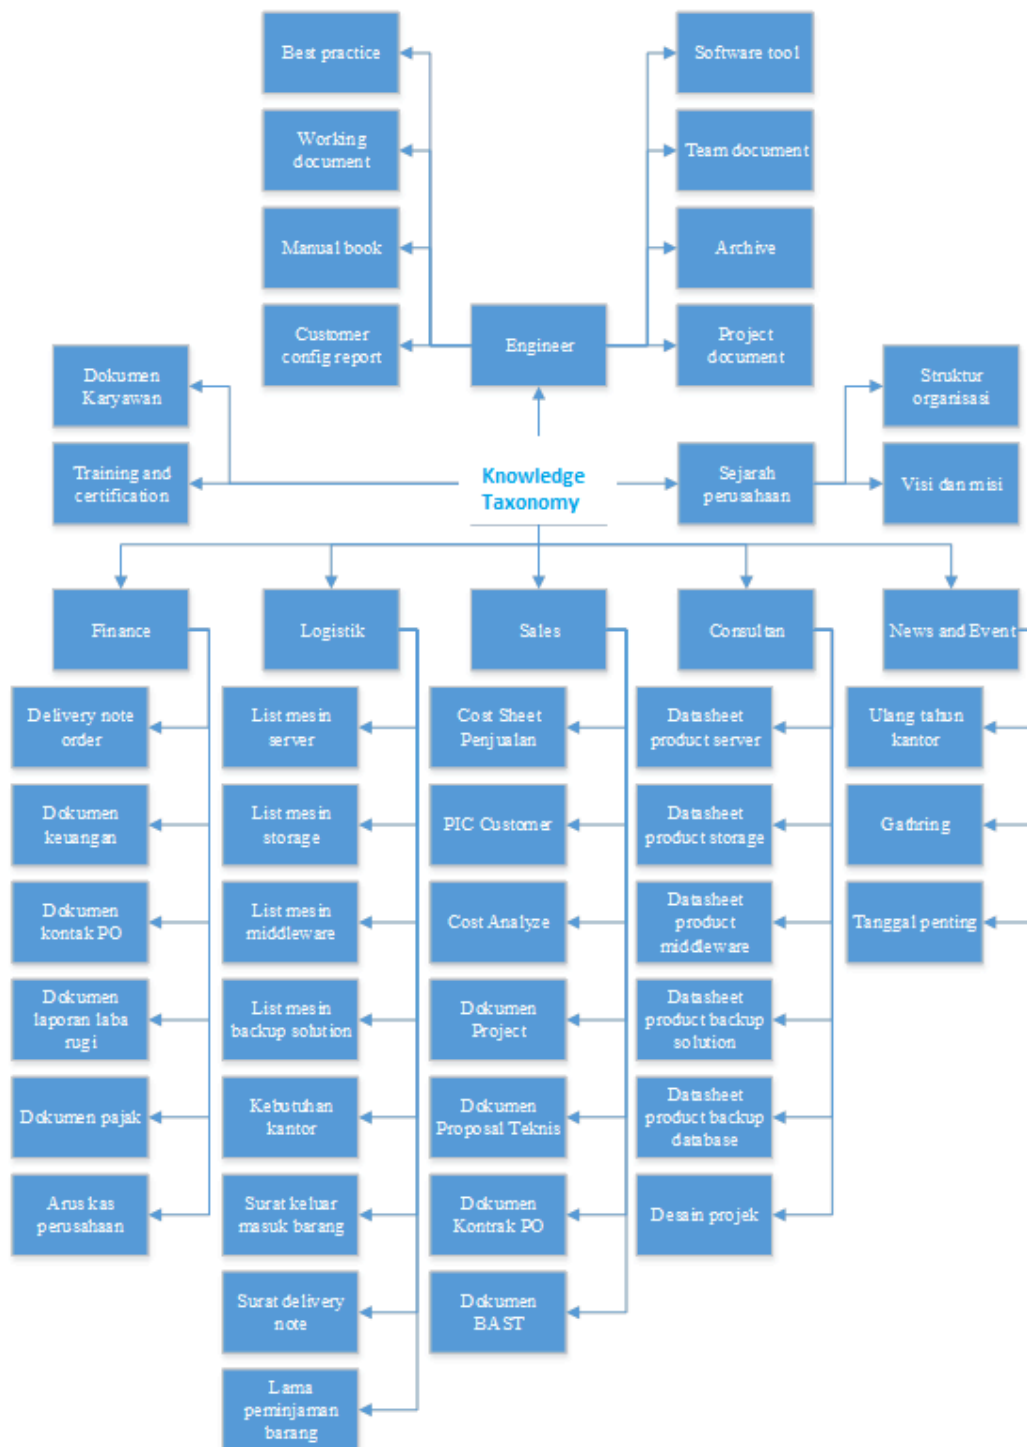 Best practice
Software tool
Working
document
Team document
Manual book
Archive
Customer
config report
Engineer
Project
document
Dokumen
Karyawan
Struktur
organisasi
Training and
certification
Knowledge
Taxonomy
Sejarah
perusahaan
Visi dan misi
Finance
Logistik
Sales
Consultan
News and Event
Delivery note
order
List mesin
server
Cost Sheet
Penjualan
Datasheet
product server
Ulang tahun
kantor
Dokumen
keuangan
List mesin
storage
PIC Customer
Datasheet
product storage
Gathring
Dokumen
kontak PO
List mesin
middleware
Cost Analyze
Datasheet
product
middleware
Tanggal penting
Dokumen
laporan laba
rugi
List mesin
backup solution
Dokumen
Project
Datasheet
product backup
solution
Dokumen pajak
Kebutuhan
kantor
Dokumen
Proposal Teknis
Datasheet
product backup
database
Arus kas
perusahaan
Surat keluar
masuk barang
Dokumen
Kontrak PO
Desain projek
Surat delivery
note
Dokumen
BAST
Lama
peminjaman
barang